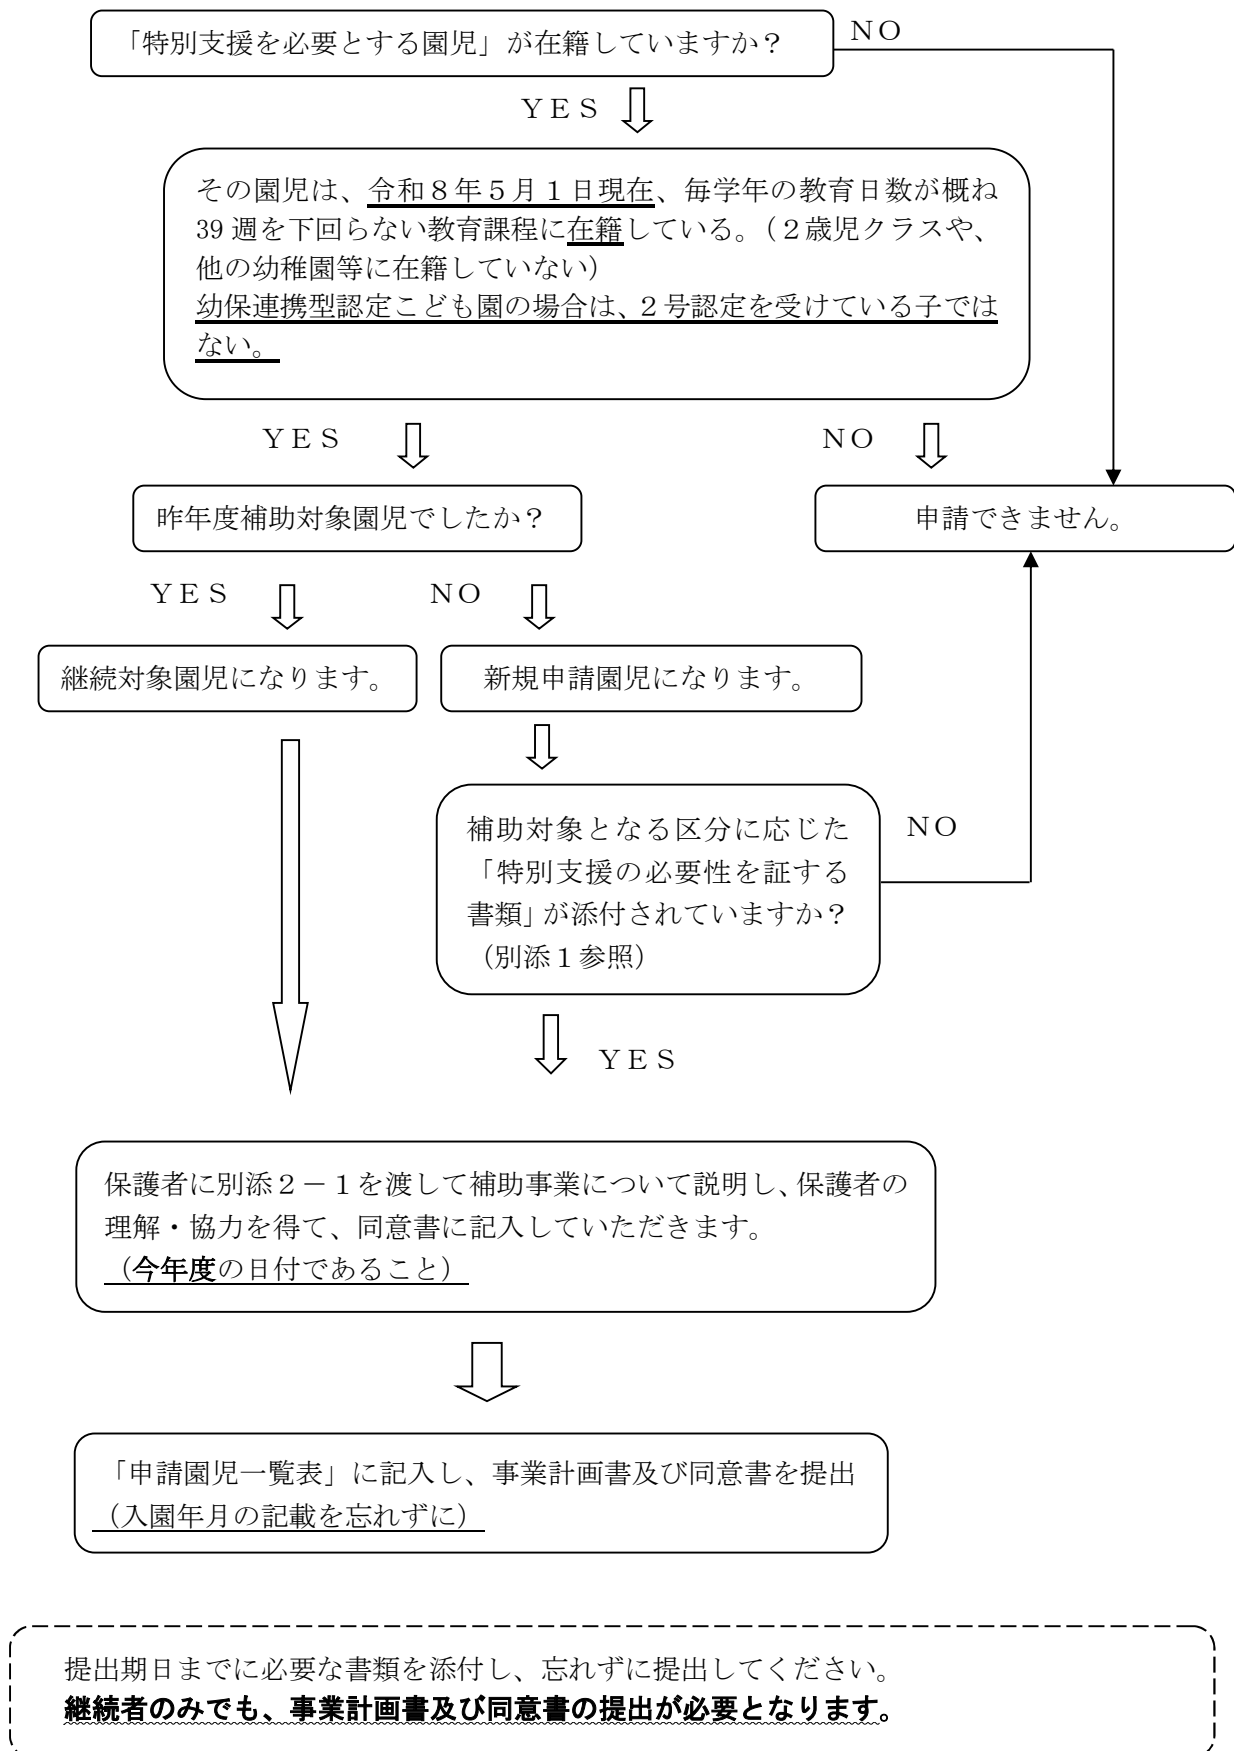 「特別支援を必要とする園児」が在籍していますか？
NO
YES
その園児は、令和８年５月１日現在、毎学年の教育日数が概ね
39週を下回らない教育課程に在籍している。（２歳児クラスや、
他の幼稚園等に在籍していない）
幼保連携型認定こども園の場合は、２号認定を受けている子では
ない。
YES
NO
昨年度補助対象園児でしたか？
申請できません。
YES
NO
継続対象園児になります。
新規申請園児になります。
補助対象となる区分に応じた
「特別支援の必要性を証する
書類」が添付されていますか？
（別添１参照）
NO
YES
保護者に別添２－１を渡して補助事業について説明し、保護者の
理解・協力を得て、同意書に記入していただきます。
（今年度の日付であること）
「申請園児一覧表」に記入し、事業計画書及び同意書を提出
（入園年月の記載を忘れずに）
提出期日までに必要な書類を添付し、忘れずに提出してください。
継続者のみでも、事業計画書及び同意書の提出が必要となります。